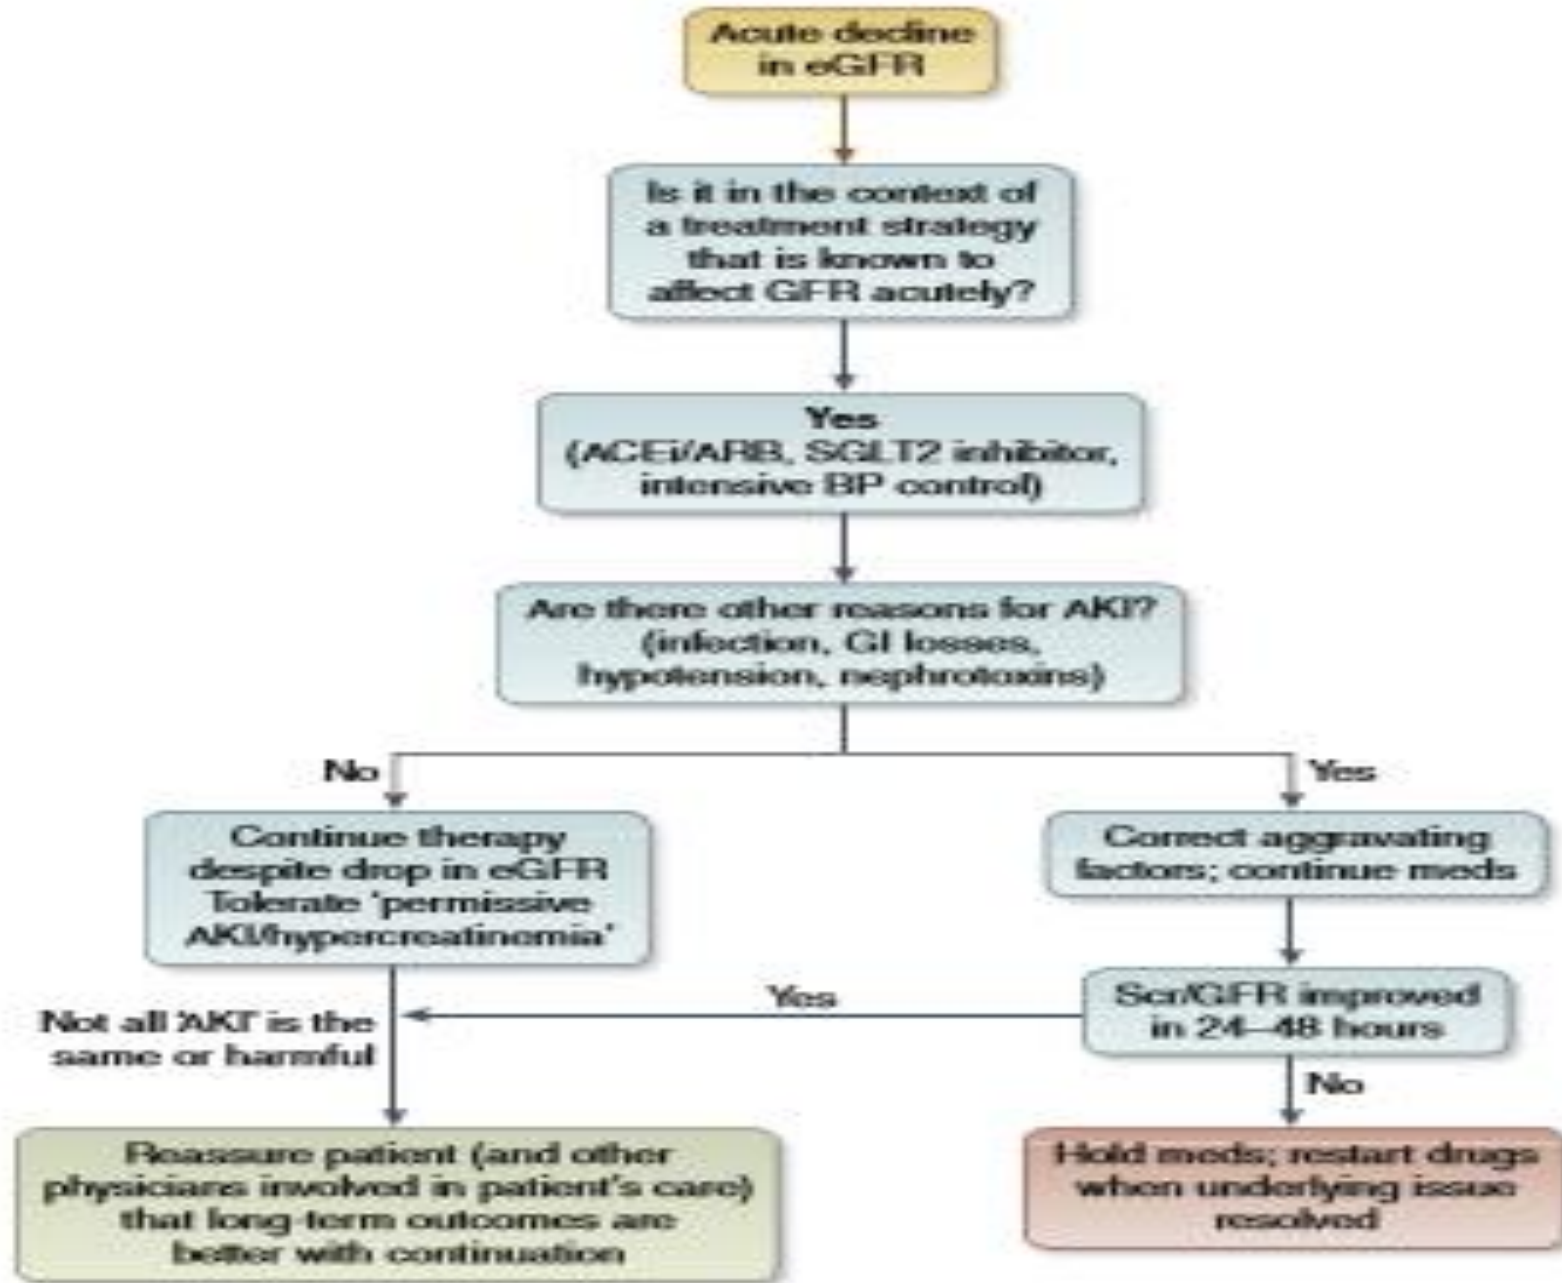 Acute decline
in eGFR
Is it in the context of
a treatment strategy
that is known to
affect GFR acutely?
Yes
(ACEi/ARB, SGLT2 inhibitor,
intensive BP control)
Are there other reasons for AKI?
(infection, GI losses,
hypotension, nephrotoxins)
No
Yes
Continue therapy
despite drop in eGFR
Tolerate ‘permissive
AKI/hypercreatinemia’
Correct aggravating
factors; continue meds
Yes
Scr/GFR improved
in 24–48 hours
Not all ‘AKI’ is the
same or harmful
No
Reassure patient (and other
physicians involved in patient's care)
that long-term outcomes are
better with continuation
Hold meds; restart drugs
when underlying issue
resolved